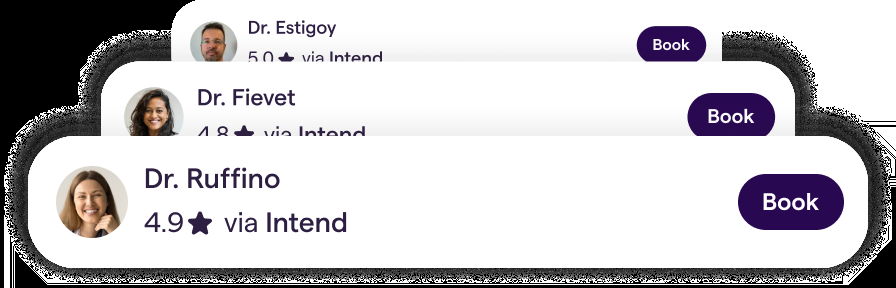 Dr. Estigoy
5.0 ★ via Intend
Book
Dr. Fievet
4.8 ★ via Intend
Book
Dr. Ruffino
4.9 ★ via Intend
Book